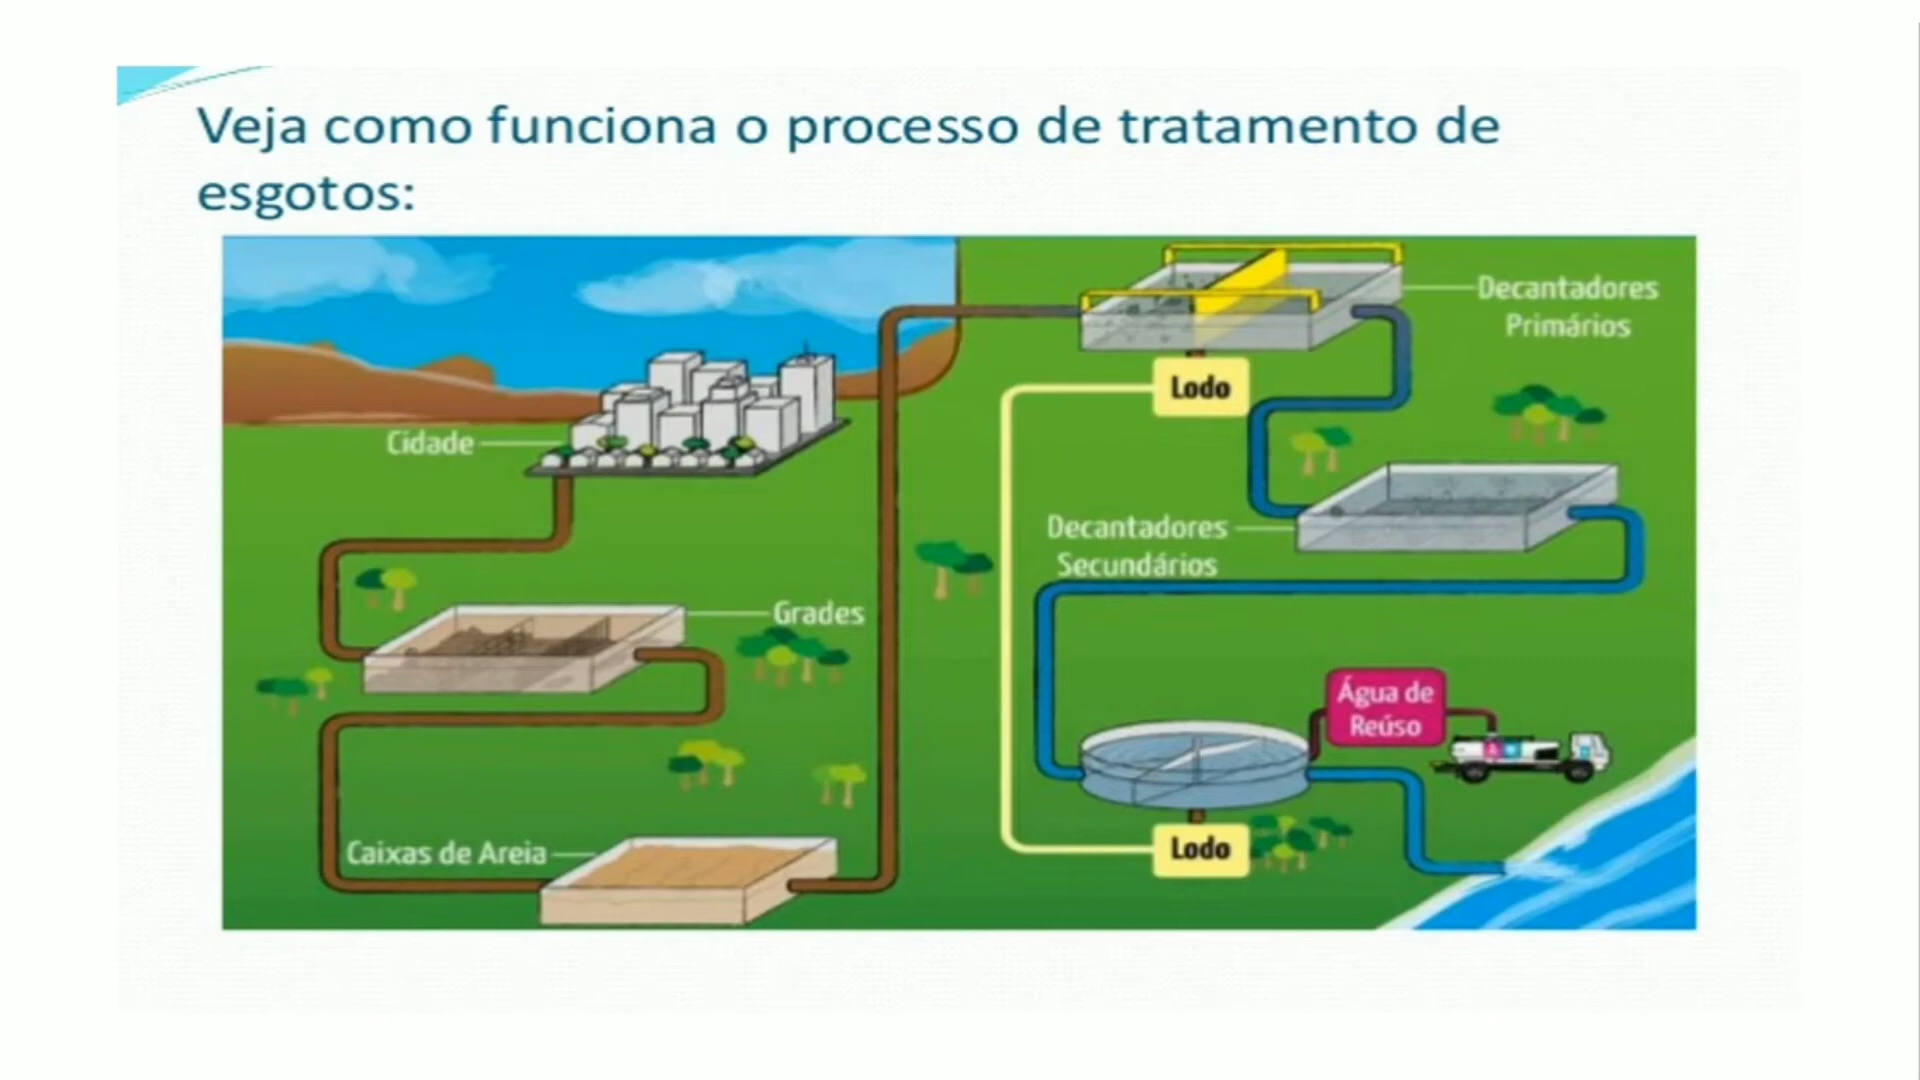 Veja como funciona o processo de tratamento de
esgotos:
Cidade
Grades
Caixas de Areia
Decantadores
Primários
Lodo
Decantadores
Secundários
Água de
Reúso
Lodo